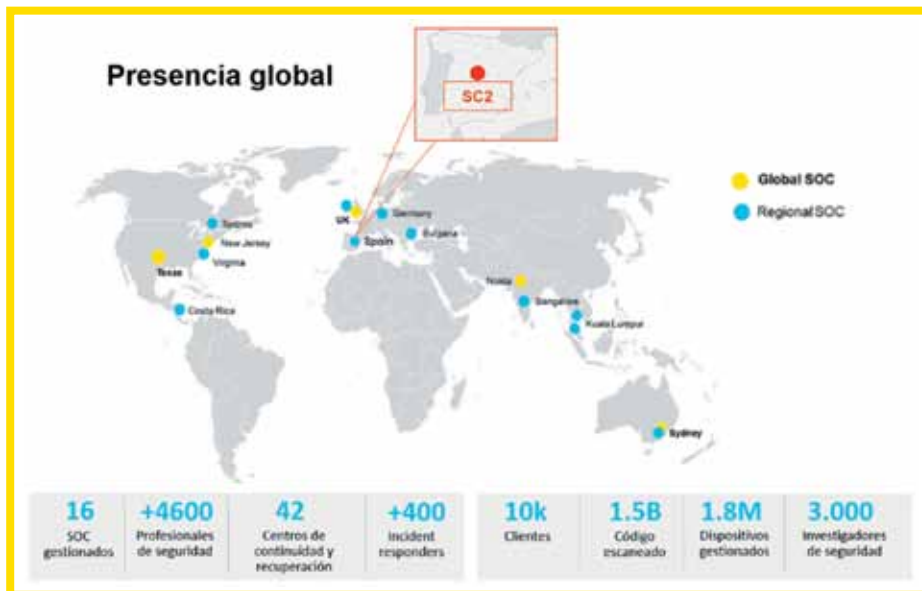 Presencia global
SC2
Global SOC
Regional SOC
UK
Germany
Bulgaria
Spain
Toronto
New Jersey
Virginia
Texas
Costa Rica
Noida
Bangalore
Kuala Lumpur
Sydney
16
SOC
gestionados
+4600
Profesionales
de seguridad
42
Centros de
continuidad y
recuperación
+400
Incident
responders
10k
Clientes
1.5B
Código
escaneado
1.8M
Dispositivos
gestionados
3.000
Investigadores
de seguridad